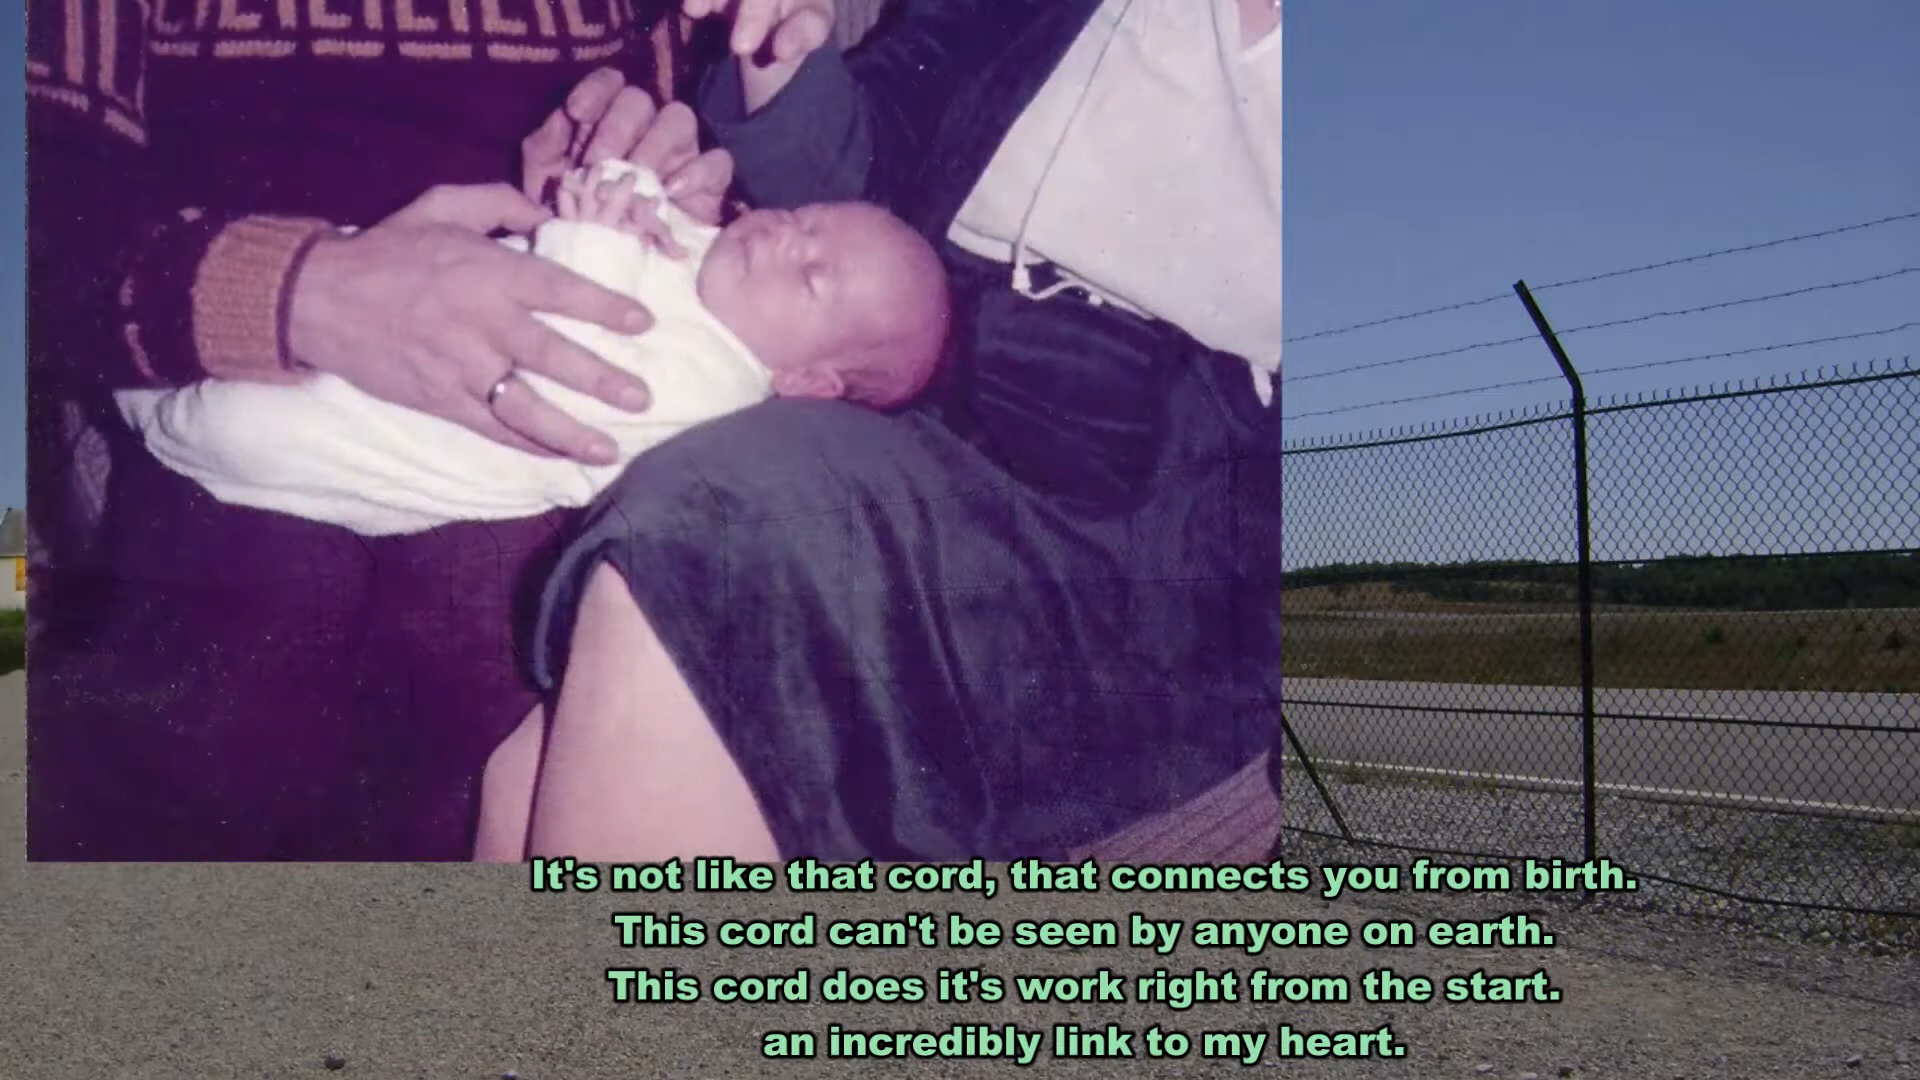 It's not like that cord, that connects you from birth.
This cord can't be seen by anyone on earth.
This cord does it's work right from the start.
an incredibly link to my heart.